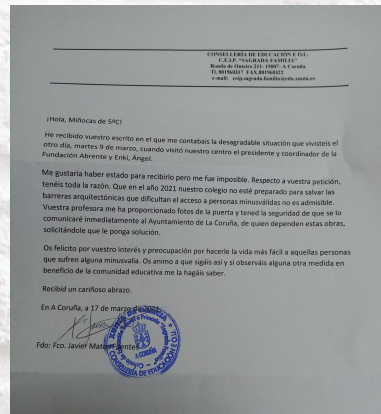 CONSELLERÍA DE EDUCACIÓN E O.U.
C.E.I.P. "SAGRADA FAMILIA"
Ronda de Outeiro 211- 15007- A Coruña
Tl. 881960317 FAX.881960322
e-mail: ceip.sagrada.familia@edu.xunta.es
¡Hola, Miñocas de 5ºC!
He recibido vuestro escrito en el que me contabais la desagradable situación que vivisteis el
otro día, martes 9 de marzo, cuando visitó nuestro centro el presidente y coordinador de la
Fundación Abrente y Enki, Ángel.
Me gustaría haber estado para recibirlo pero me fue imposible. Respecto a vuestra petición,
tenéis toda la razón. Que en el año 2021 nuestro colegio no esté preparado para salvar las
barreras arquitectónicas que dificultan el acceso a personas minusválidas no es admisible.
Vuestra profesora me ha proporcionado fotos de la puerta y tened la seguridad de que se lo
comunicaré inmediatamente al Ayuntamiento de La Coruña, de quien dependen estas obras,
solicitándole que le ponga solución.
Os felicito por vuestro interés y preocupación por hacerle la vida más fácil a aquellas personas
que sufren alguna minusvalía. Os animo a que sigáis así y si observáis alguna otra medida en
beneficio de la comunidad educativa me la hagáis saber.
Recibid un cariñoso abrazo.
En A Coruña, a 17 de marzo de
Fdo: Fco. Javier Mato Fuentes
A CORUÑA
CONSELLERÍA DE EDUCACIÓN E O.U.